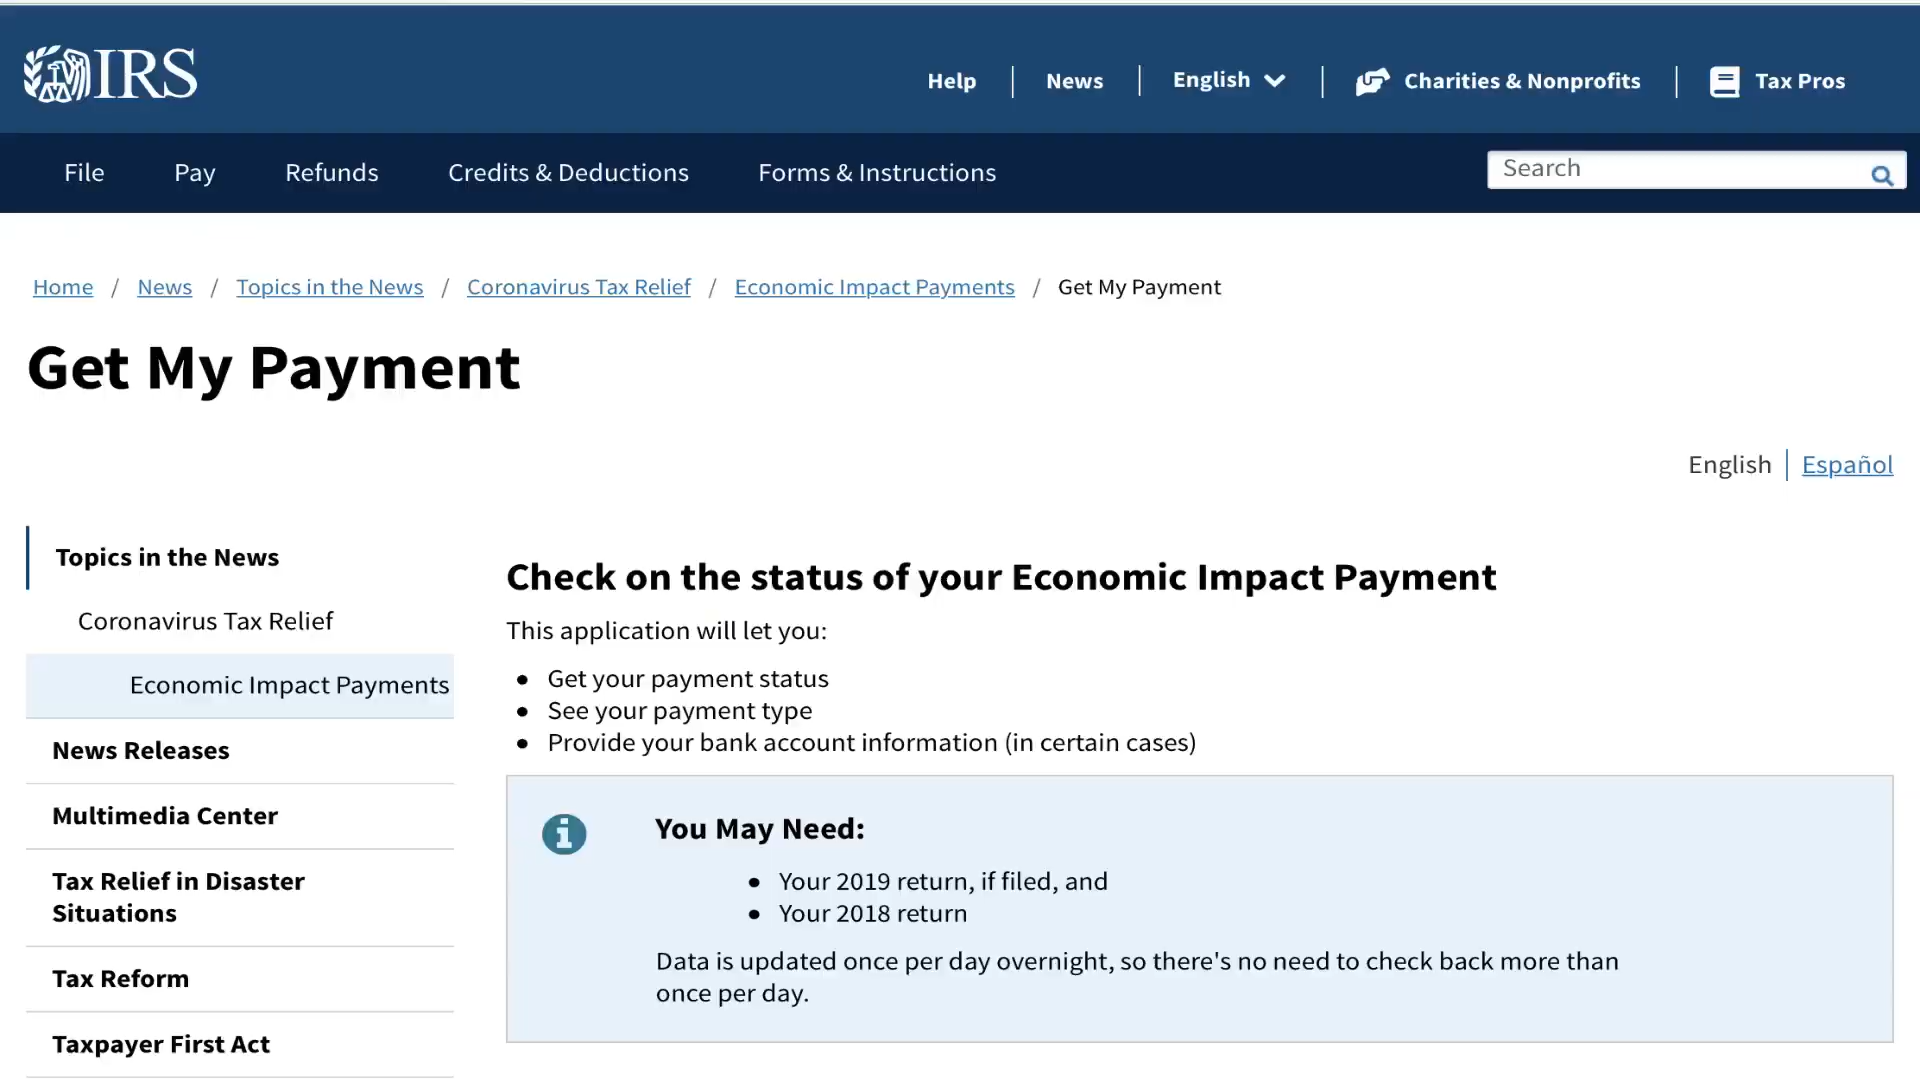 IRS
Help
News
English
Charities & Nonprofits
Tax Pros
File
Pay
Refunds
Credits & Deductions
Forms & Instructions
Search
Home / News / Topics in the News / Coronavirus Tax Relief / Economic Impact Payments / Get My Payment
Get My Payment
English | Español
Topics in the News
Coronavirus Tax Relief
Economic Impact Payments
News Releases
Multimedia Center
Tax Relief in Disaster
Situations
Tax Reform
Taxpayer First Act
Check on the status of your Economic Impact Payment
This application will let you:
• Get your payment status
• See your payment type
• Provide your bank account information (in certain cases)
You May Need:
• Your 2019 return, if filed, and
• Your 2018 return
Data is updated once per day overnight, so there's no need to check back more than
once per day.